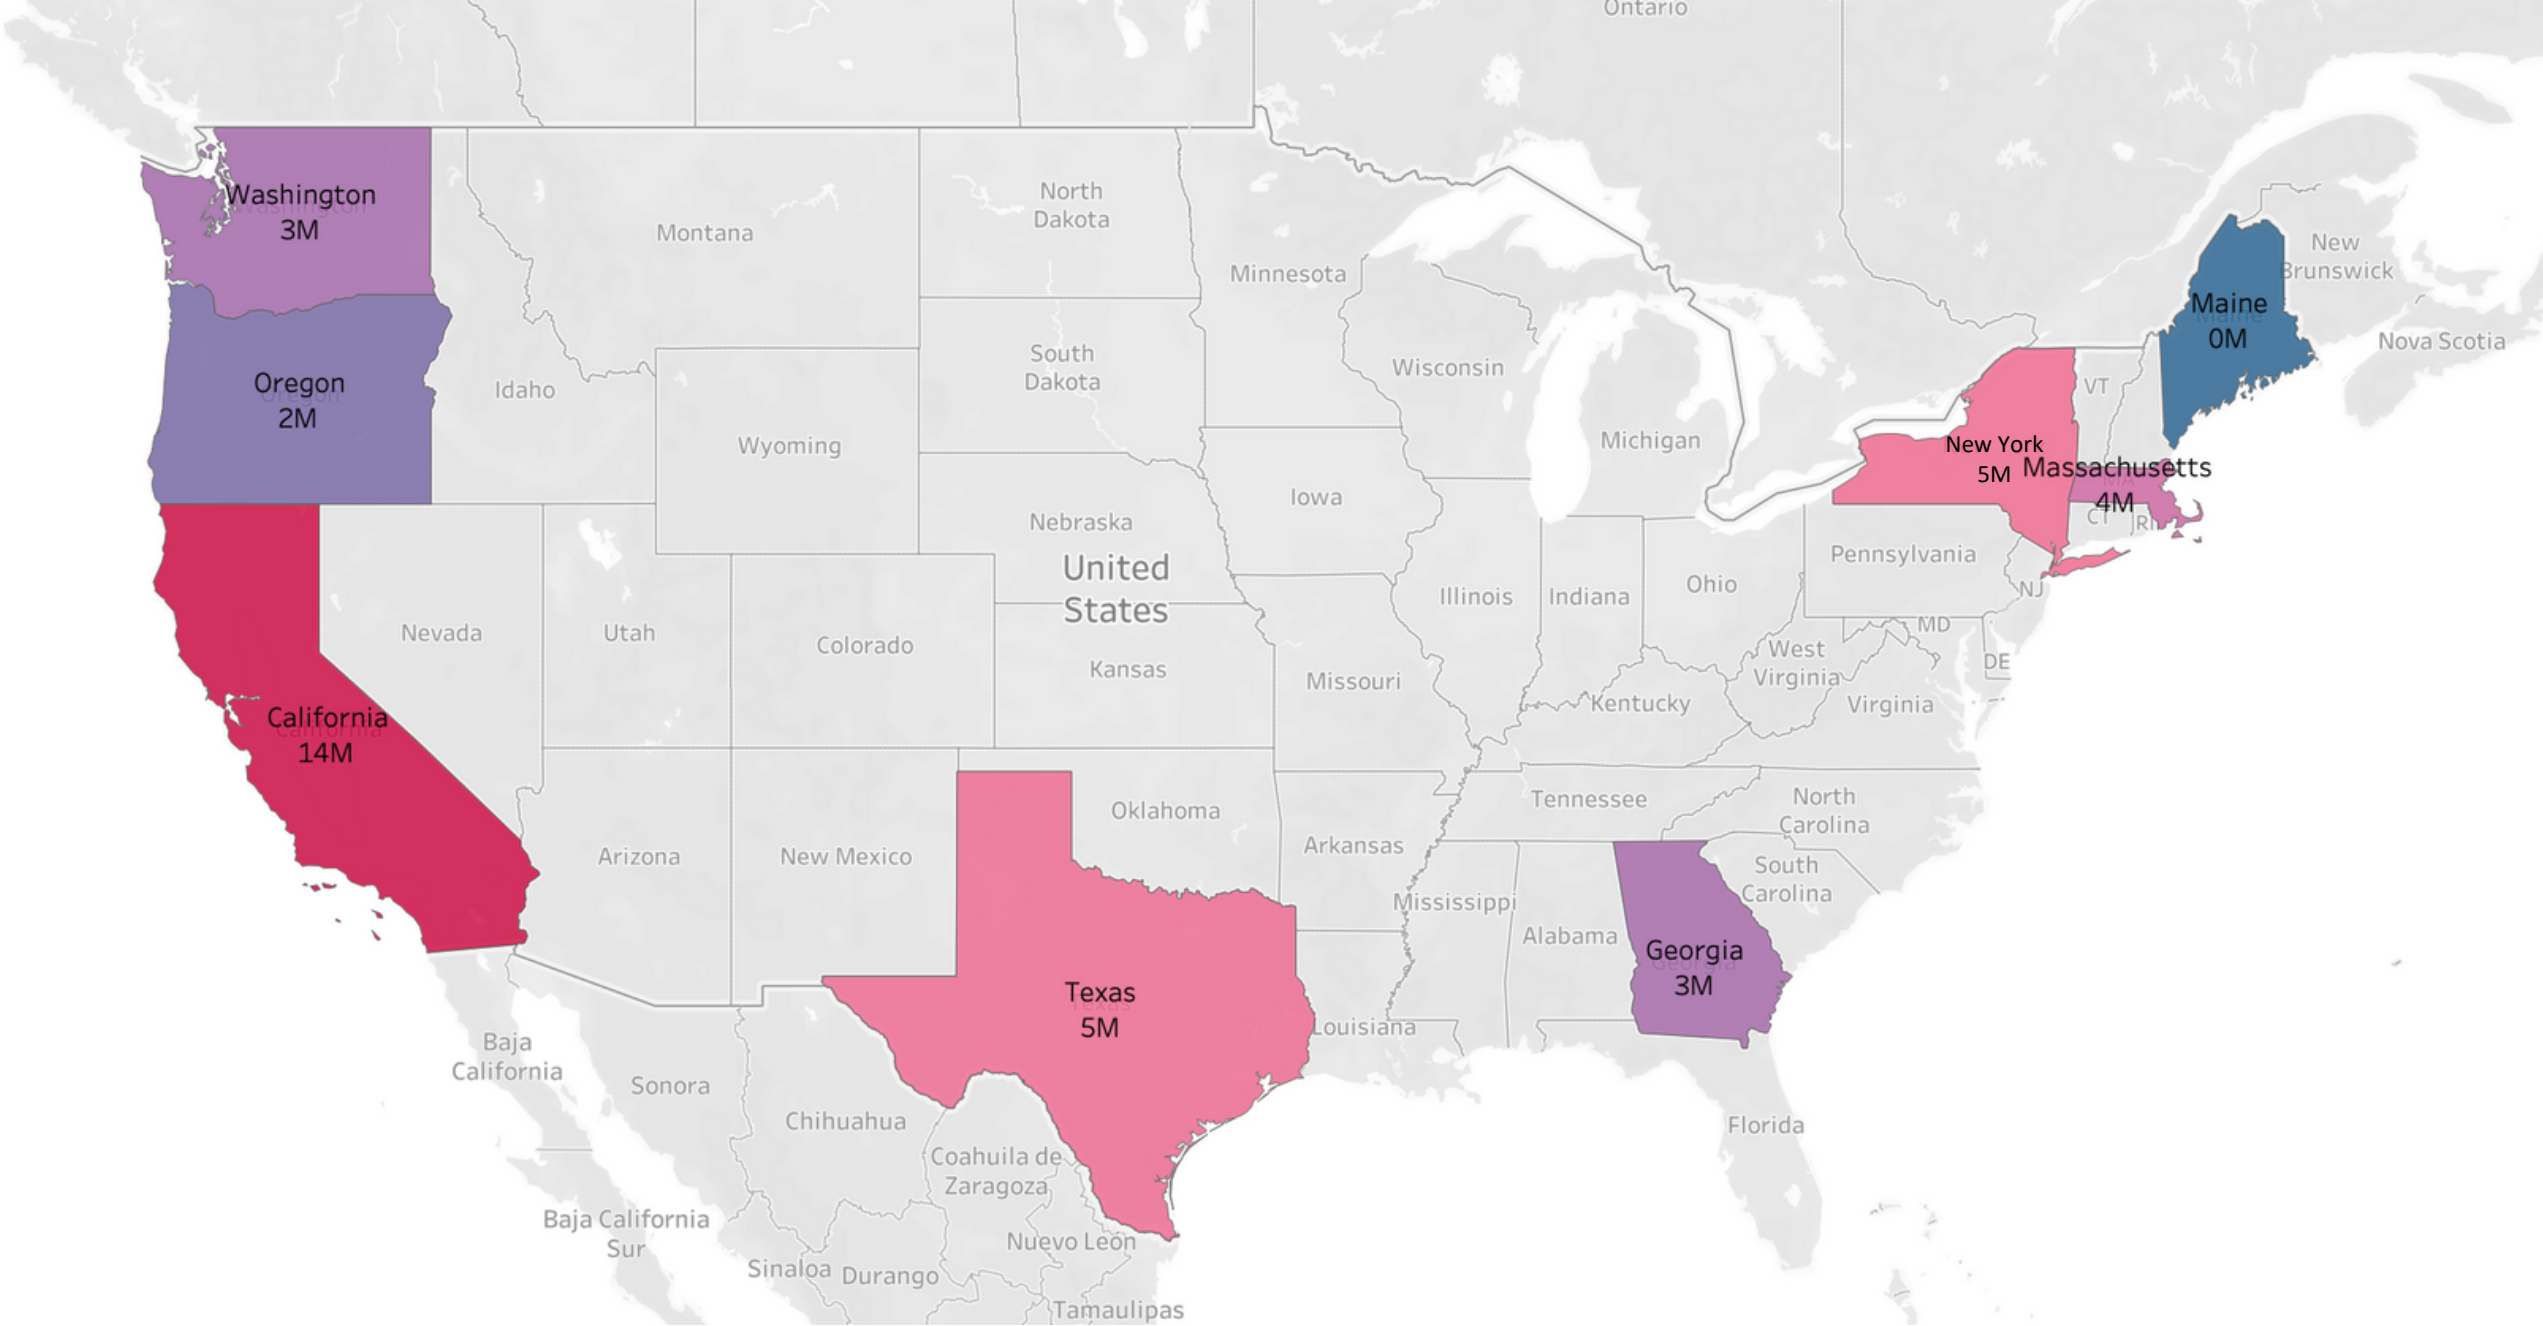 Ontario
Washington
3M
Montana
North
Dakota
Minnesota
New
Brunswick
Maine
0M
Nova Scotia
Oregon
2M
Idaho
South
Dakota
Wisconsin
Michigan
VT
Wyoming
New York
5M
Massachusetts
MA
4M
CT
RI
Iowa
Nebraska
United
States
Pennsylvania
NJ
Illinois
Indiana
Ohio
Nevada
Utah
Colorado
Kansas
Missouri
MD
DE
West
Virginia
Virginia
Kentucky
California
14M
Oklahoma
Tennessee
North
Carolina
Arizona
New Mexico
Arkansas
South
Carolina
Mississippi
Alabama
Georgia
3M
Texas
5M
Louisiana
Baja
California
Sonora
Chihuahua
Florida
Coahuila de
Zaragoza
Baja California
Sur
Nuevo León
Sinaloa
Durango
Tamaulipas